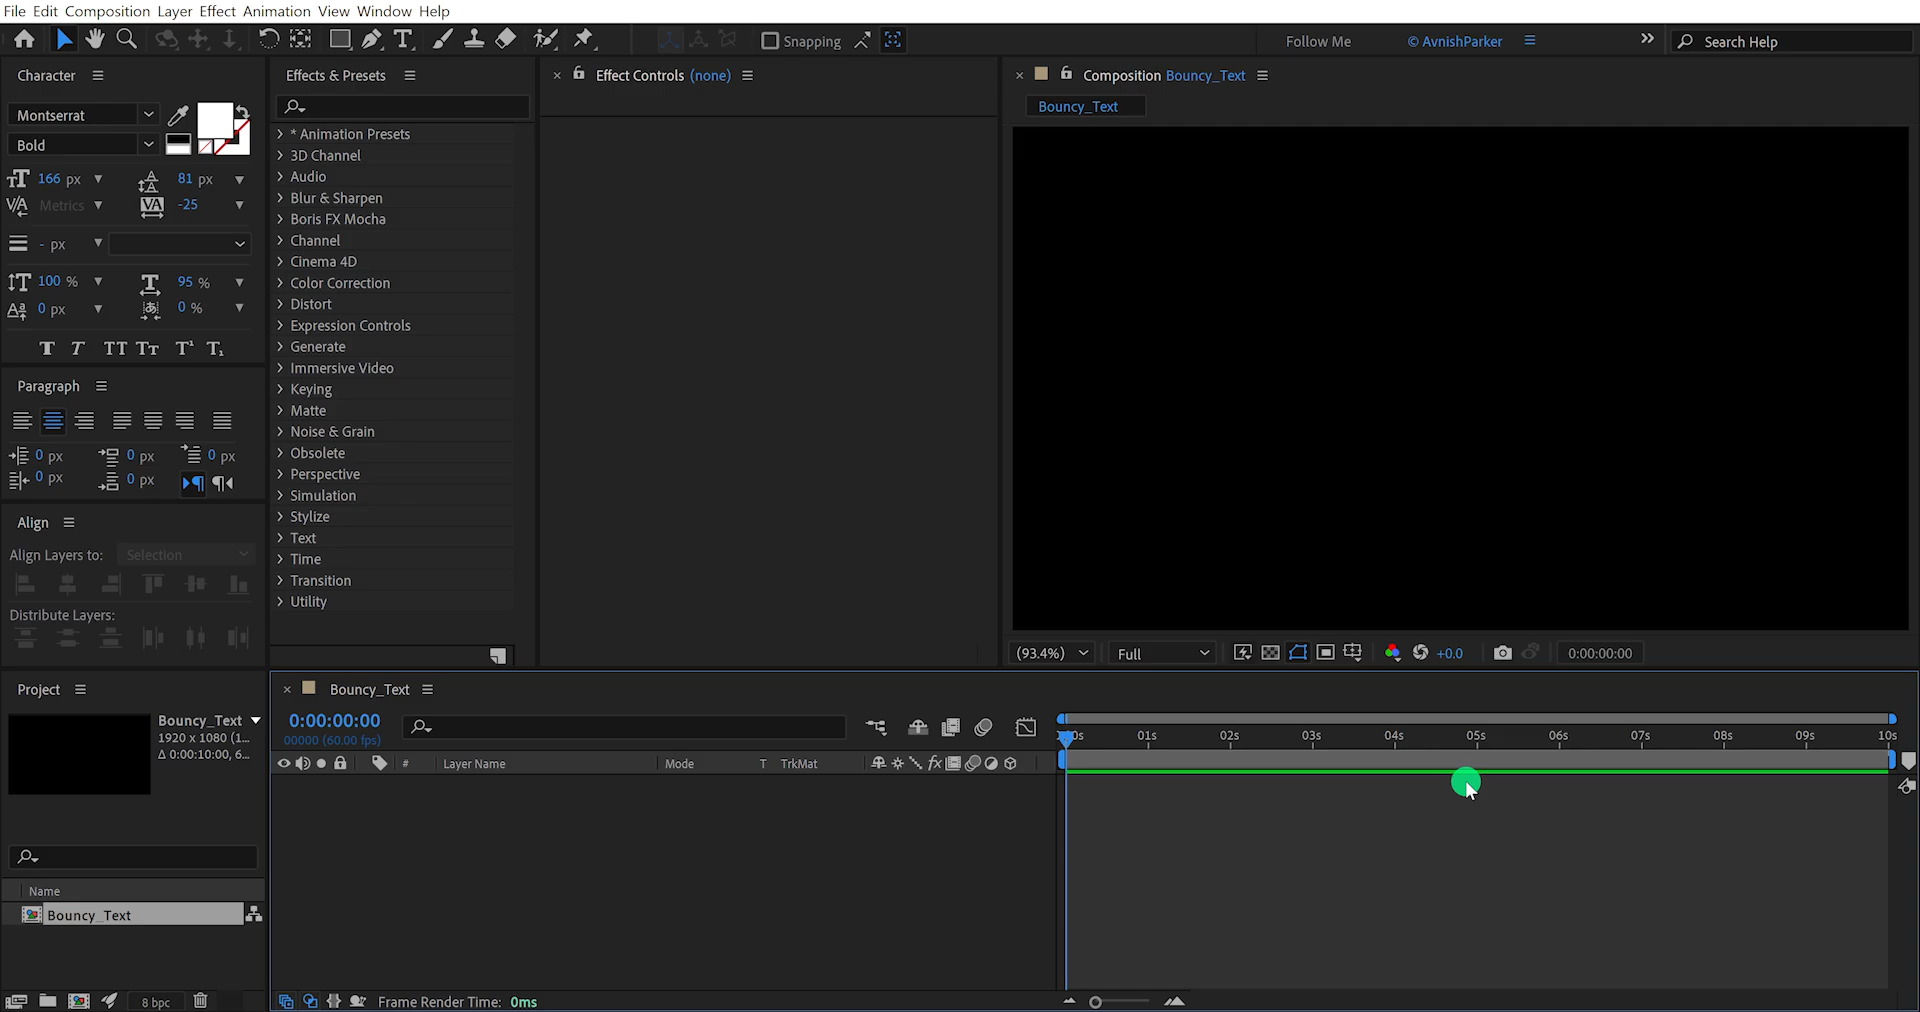 File Edit Composition Layer Effect Animation View Window Help
Snapping
Follow Me
© AvnishParker
Search Help
Character
Montserrat
Bold
166 px
81 px
Metrics
-25
- px
100 %
95 %
0 px
0 %
Paragraph
0 px
0 px
0 px
0 px
0 px
Align
Align Layers to: Selection
Distribute Layers:
Effects & Presets
* Animation Presets
3D Channel
Audio
Blur & Sharpen
Boris FX Mocha
Channel
Cinema 4D
Color Correction
Distort
Expression Controls
Generate
Immersive Video
Keying
Matte
Noise & Grain
Obsolete
Perspective
Simulation
Stylize
Text
Time
Transition
Utility
Effect Controls (none)
Composition Bouncy_Text
Bouncy_Text
(93.4%)
Full
+0.0
0:00:00:00
Project
Bouncy_Text
1920 x 1080 (1...
Δ 0:00:10:00, 6...
Name
Bouncy_Text
8 bpc
Bouncy_Text
0:00:00:00
00000 (60.00 fps)
# Layer Name Mode T TrkMat
01s 02s 03s 04s 05s 06s 07s 08s 09s 10s
Frame Render Time: 0ms